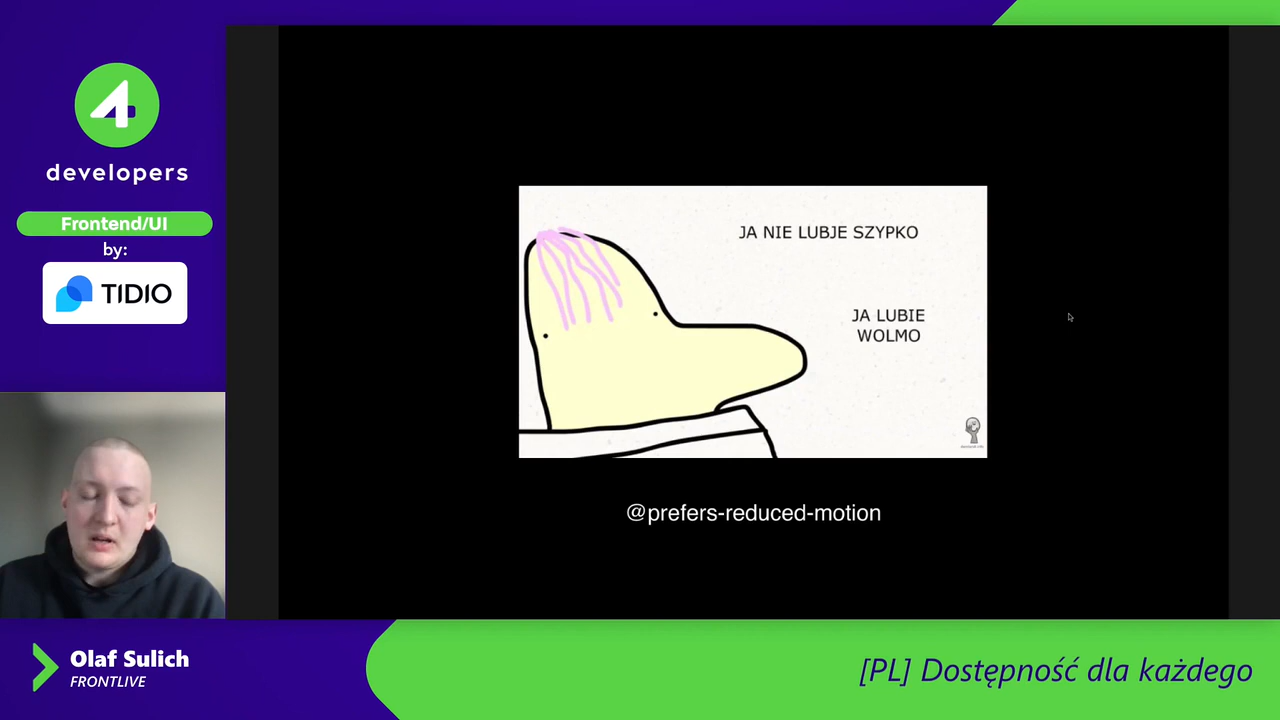 4
developers
Frontend/UI
by:
TIDIO
JA NIE LUBJE SZYPKO
JA LUBIE
WOLMO
@prefers-reduced-motion
Olaf Sulich
FRONTLIVE
[PL] Dostępność dla każdego